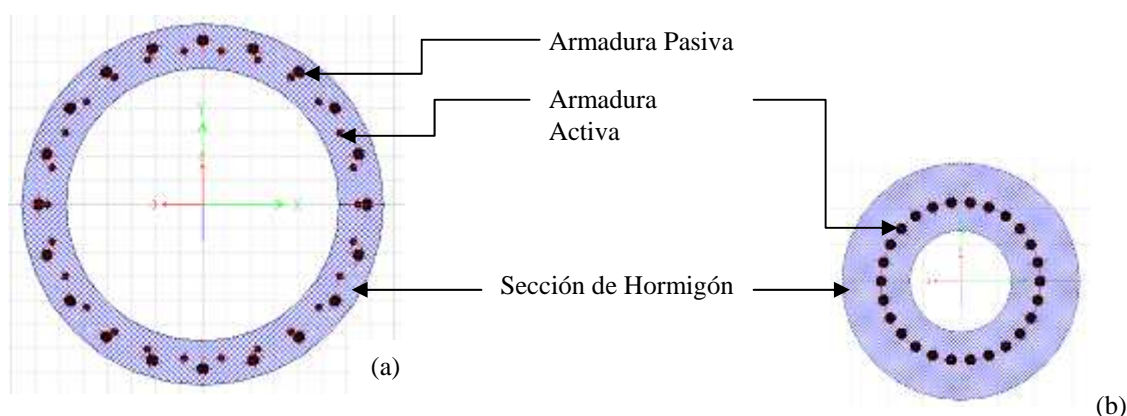 Armadura Pasiva
Armadura
Activa
Sección de Hormigón
(a)
(b)